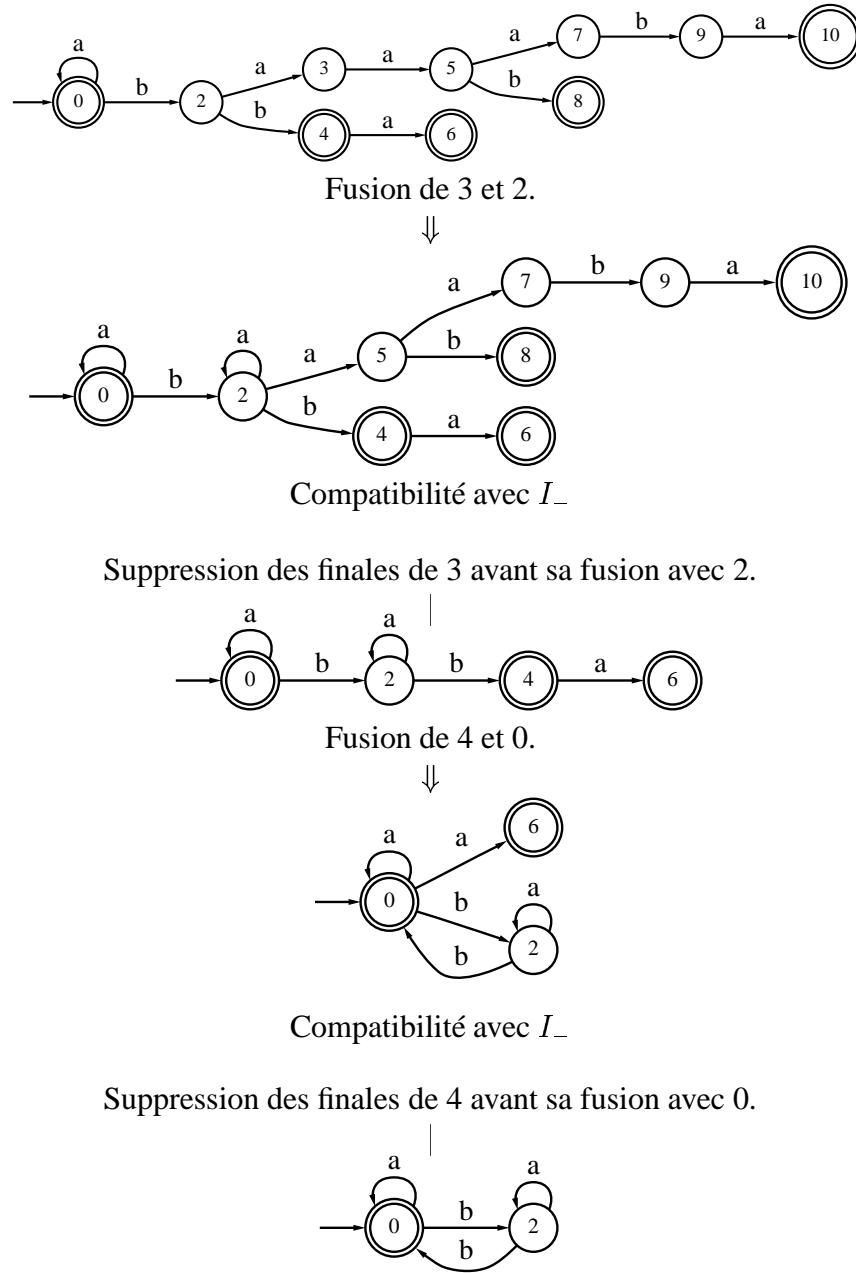 a a b a
a 7 9 10
3 5
b a b
0 2 8
b a
4 6
Fusion de 3 et 2.
⇓
b a
7 9 10
a
a a
a 5 b 8
b
0 2
b a
4 6
Compatibilité avec I_
Suppression des finales de 3 avant sa fusion avec 2.
a a
b b a
0 2 4 6
Fusion de 4 et 0.
⇓
6
a a
0 b a
b 2
Compatibilité avec I_
Suppression des finales de 4 avant sa fusion avec 0.
a a
b
0 2
b